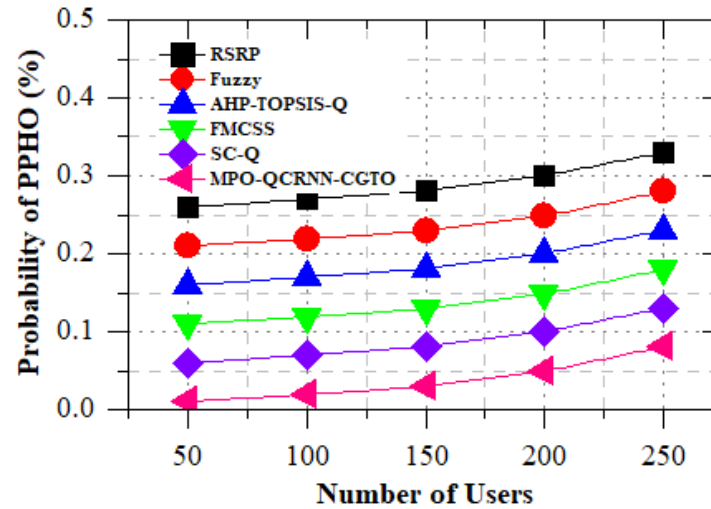 Probability of PPHO (%)
0.5
0.4
0.3
0.2
0.1
0.0
RSRP
Fuzzy
AHP-TOPSIS-Q
FMCSS
SC-Q
MPO-QCRNN-CGTO
50 100 150 200 250
Number of Users